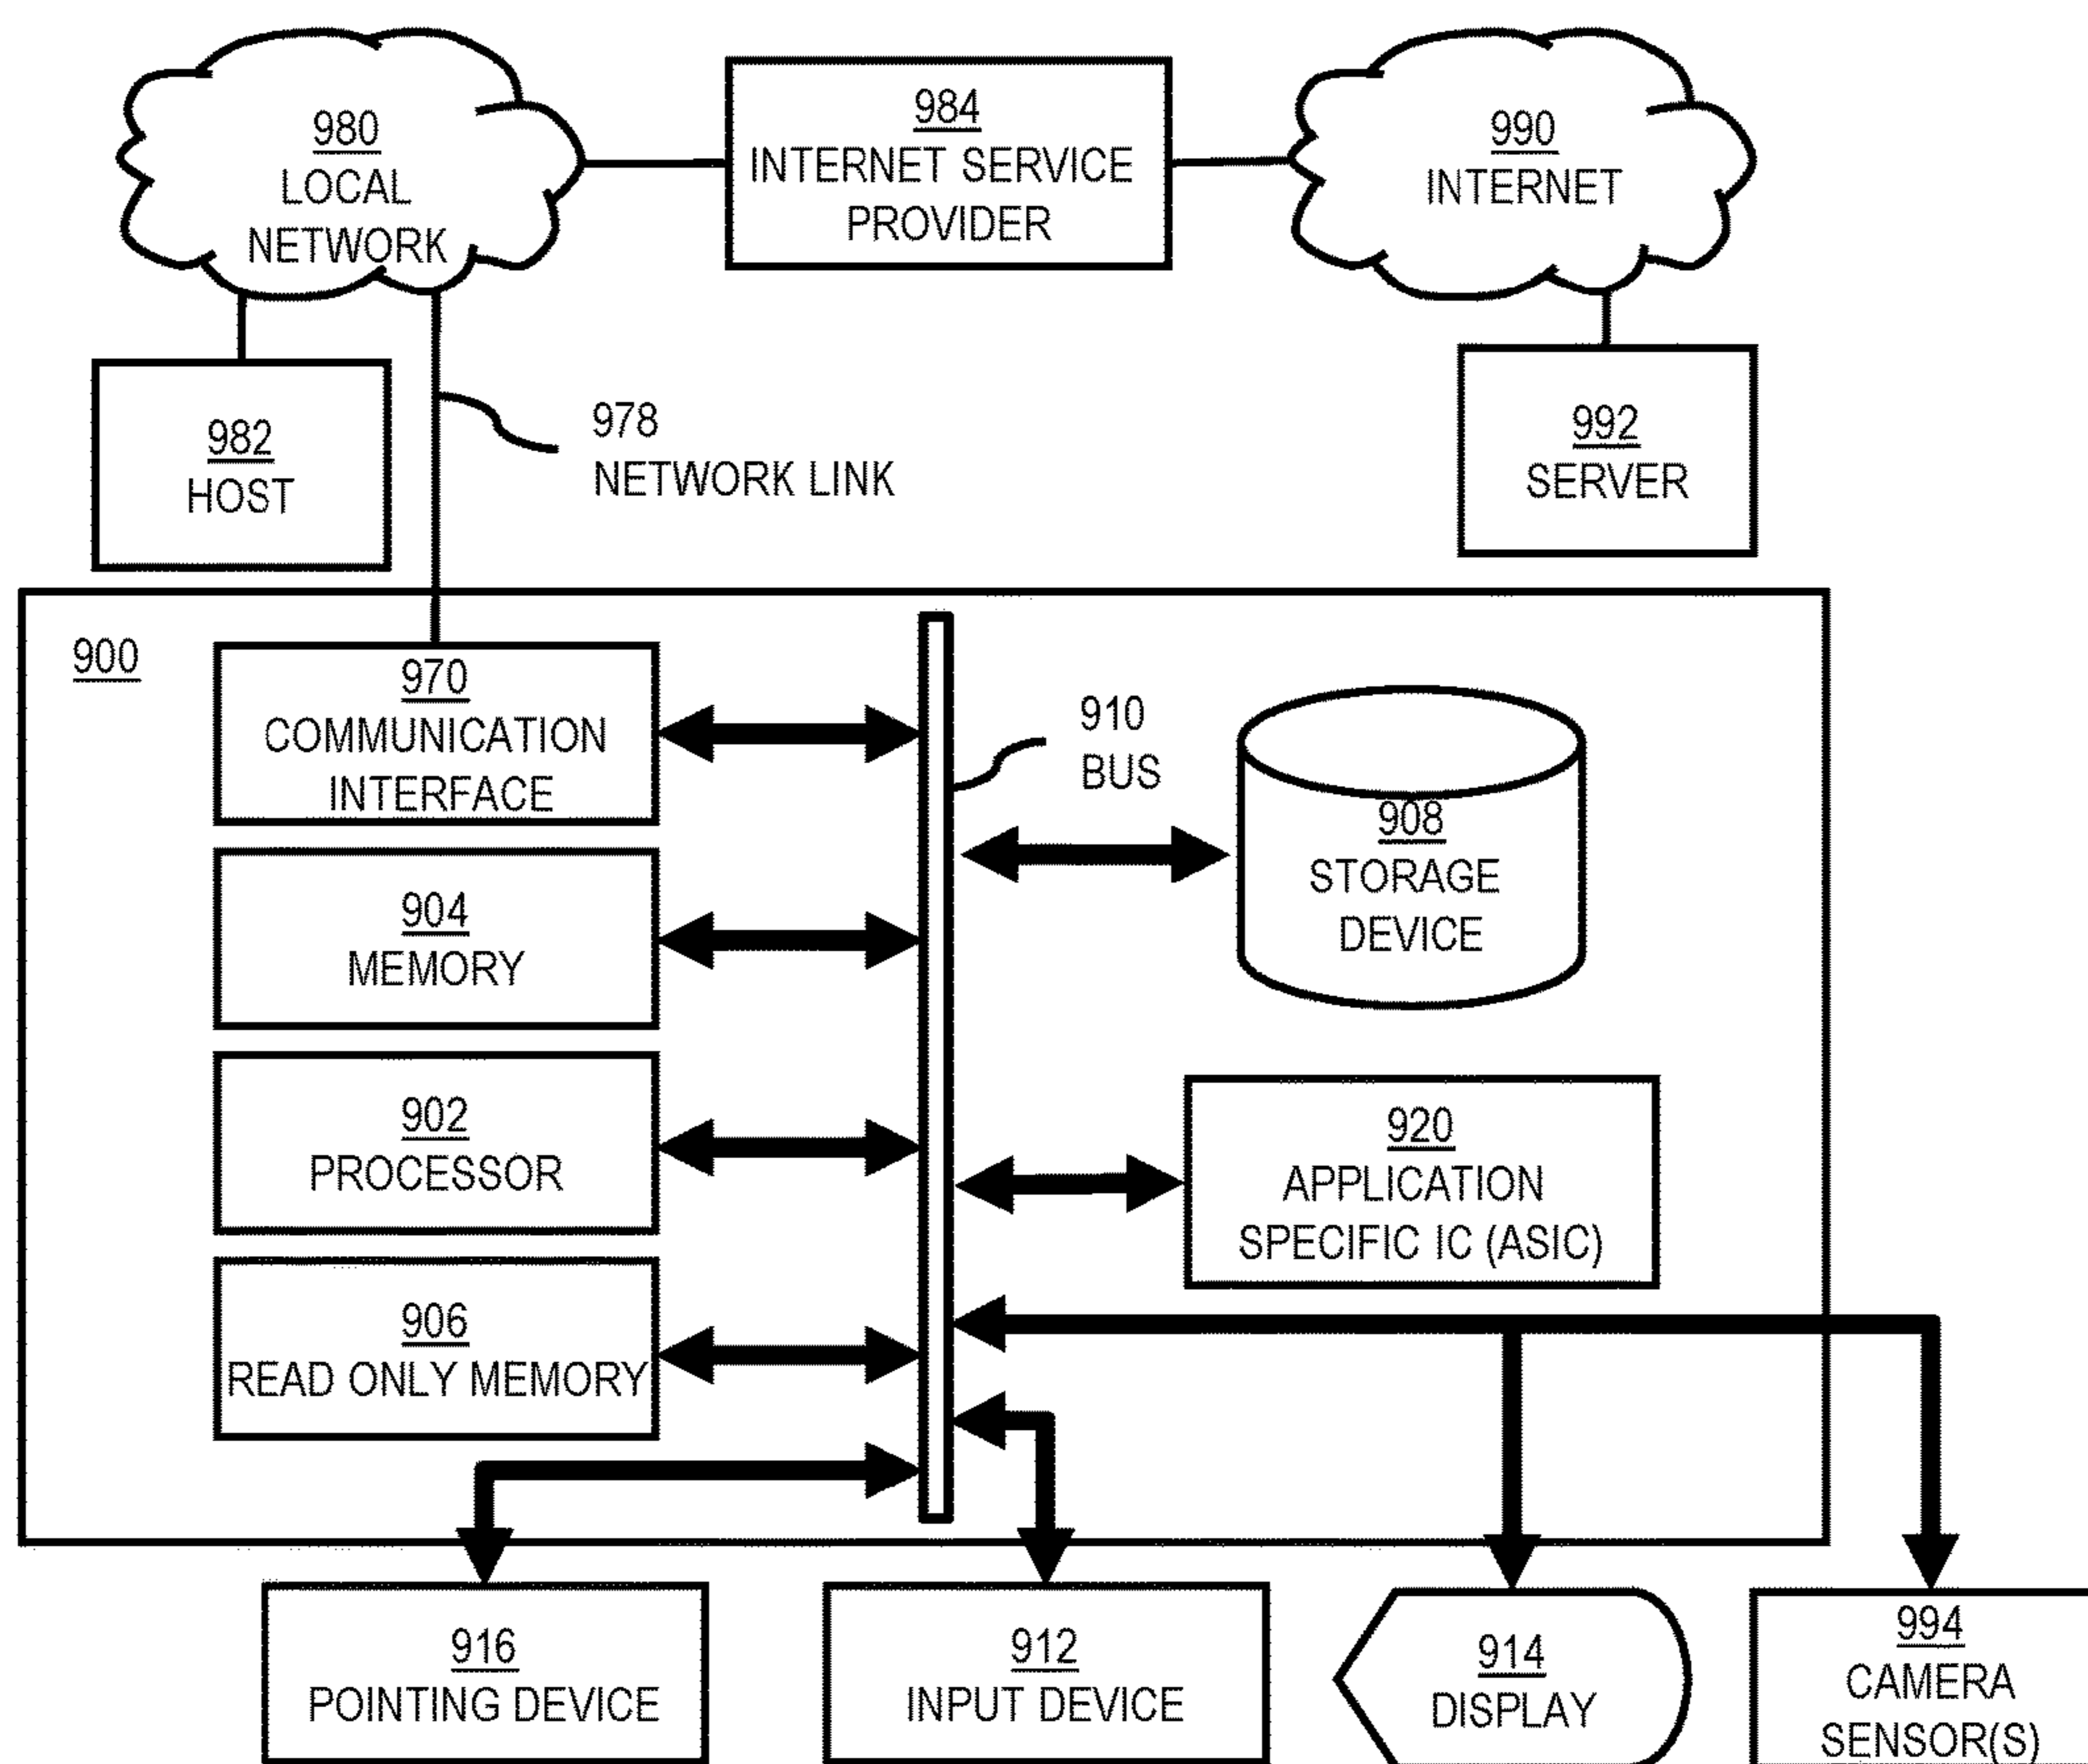 980
LOCAL
NETWORK
984
INTERNET SERVICE
PROVIDER
990
INTERNET
982
HOST
978
NETWORK LINK
992
SERVER
900
970
COMMUNICATION
INTERFACE
910
BUS
908
STORAGE
DEVICE
904
MEMORY
902
PROCESSOR
920
APPLICATION
SPECIFIC IC (ASIC)
906
READ ONLY MEMORY
916
POINTING DEVICE
912
INPUT DEVICE
914
DISPLAY
994
CAMERA
SENSOR(S)